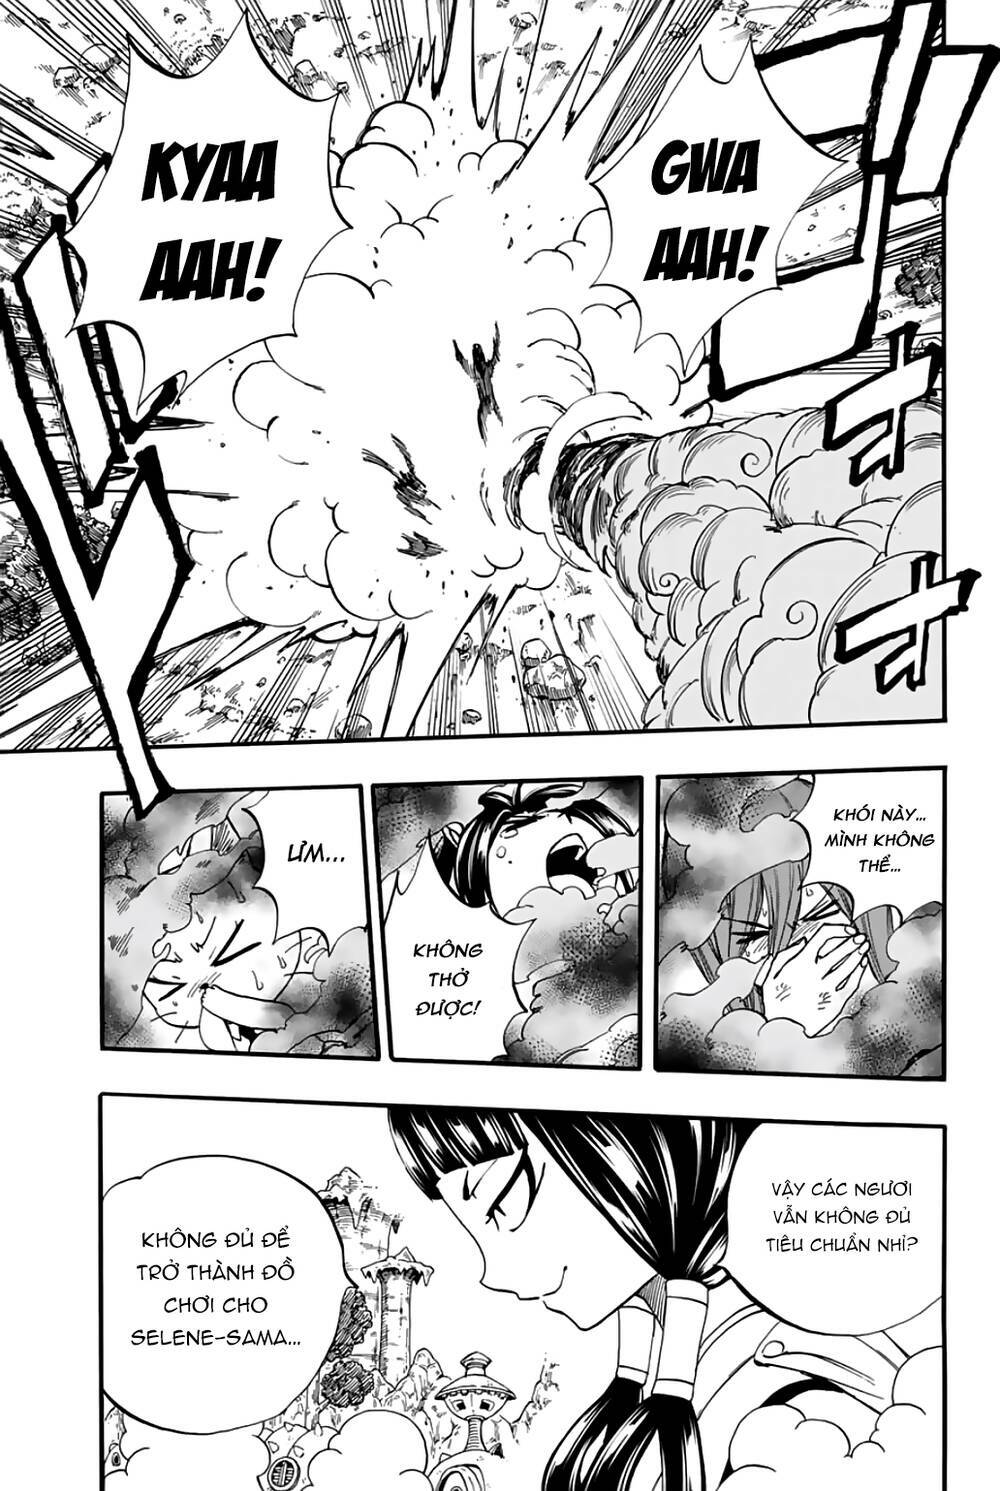 GWA
AAH!
KYAA
AAH!
KHÓI NÀY...
MÌNH KHÔNG
THỂ...
KHÔNG
THỞ
ĐƯỢC!
ƯM...
VẬY CÁC NGƯƠI
VẪN KHÔNG ĐỦ
TIÊU CHUẨN NHỈ?
KHÔNG ĐỦ ĐỂ
TRỞ THÀNH ĐỒ
CHƠI CHO
SELENE-SAMA...